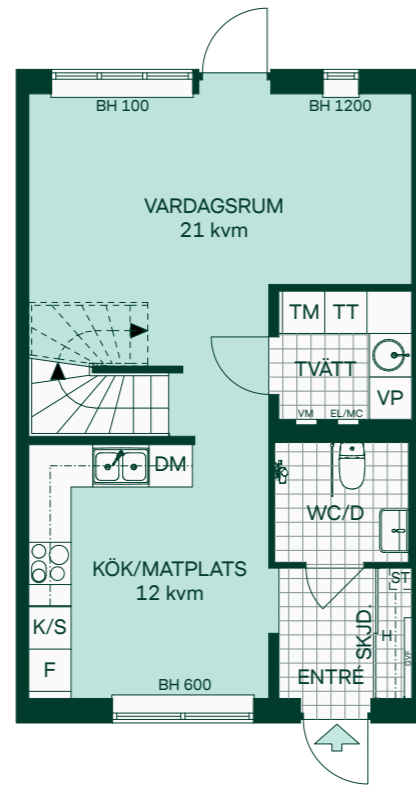 BH 100
BH 1200
VARDAGSRUM
21 kvm
TM
TT
TVÄTT
VP
VM
EL/MC
DM
WC/D
KÖK/MATPLATS
12 kvm
ST
SKJD.
H
GVF
K/S
F
ENTRÉ
BH 600